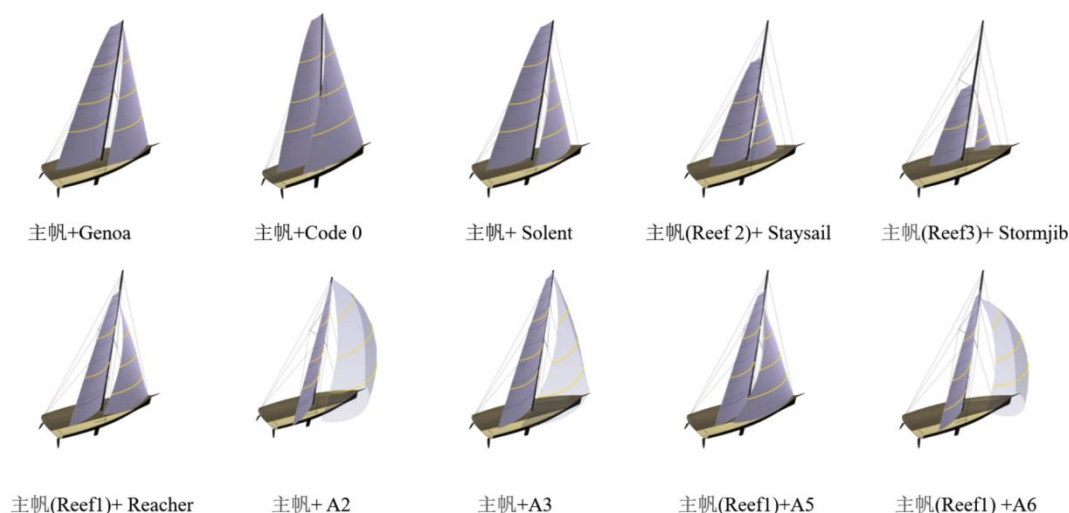 主帆+Genoa
主帆+Code 0
主帆+ Solent
主帆(Reef 2)+ Staysail
主帆(Reef3)+ Stormjib
主帆(Reef1)+ Reacher
主帆+ A2
主帆+A3
主帆(Reef1)+A5
主帆(Reef1) +A6